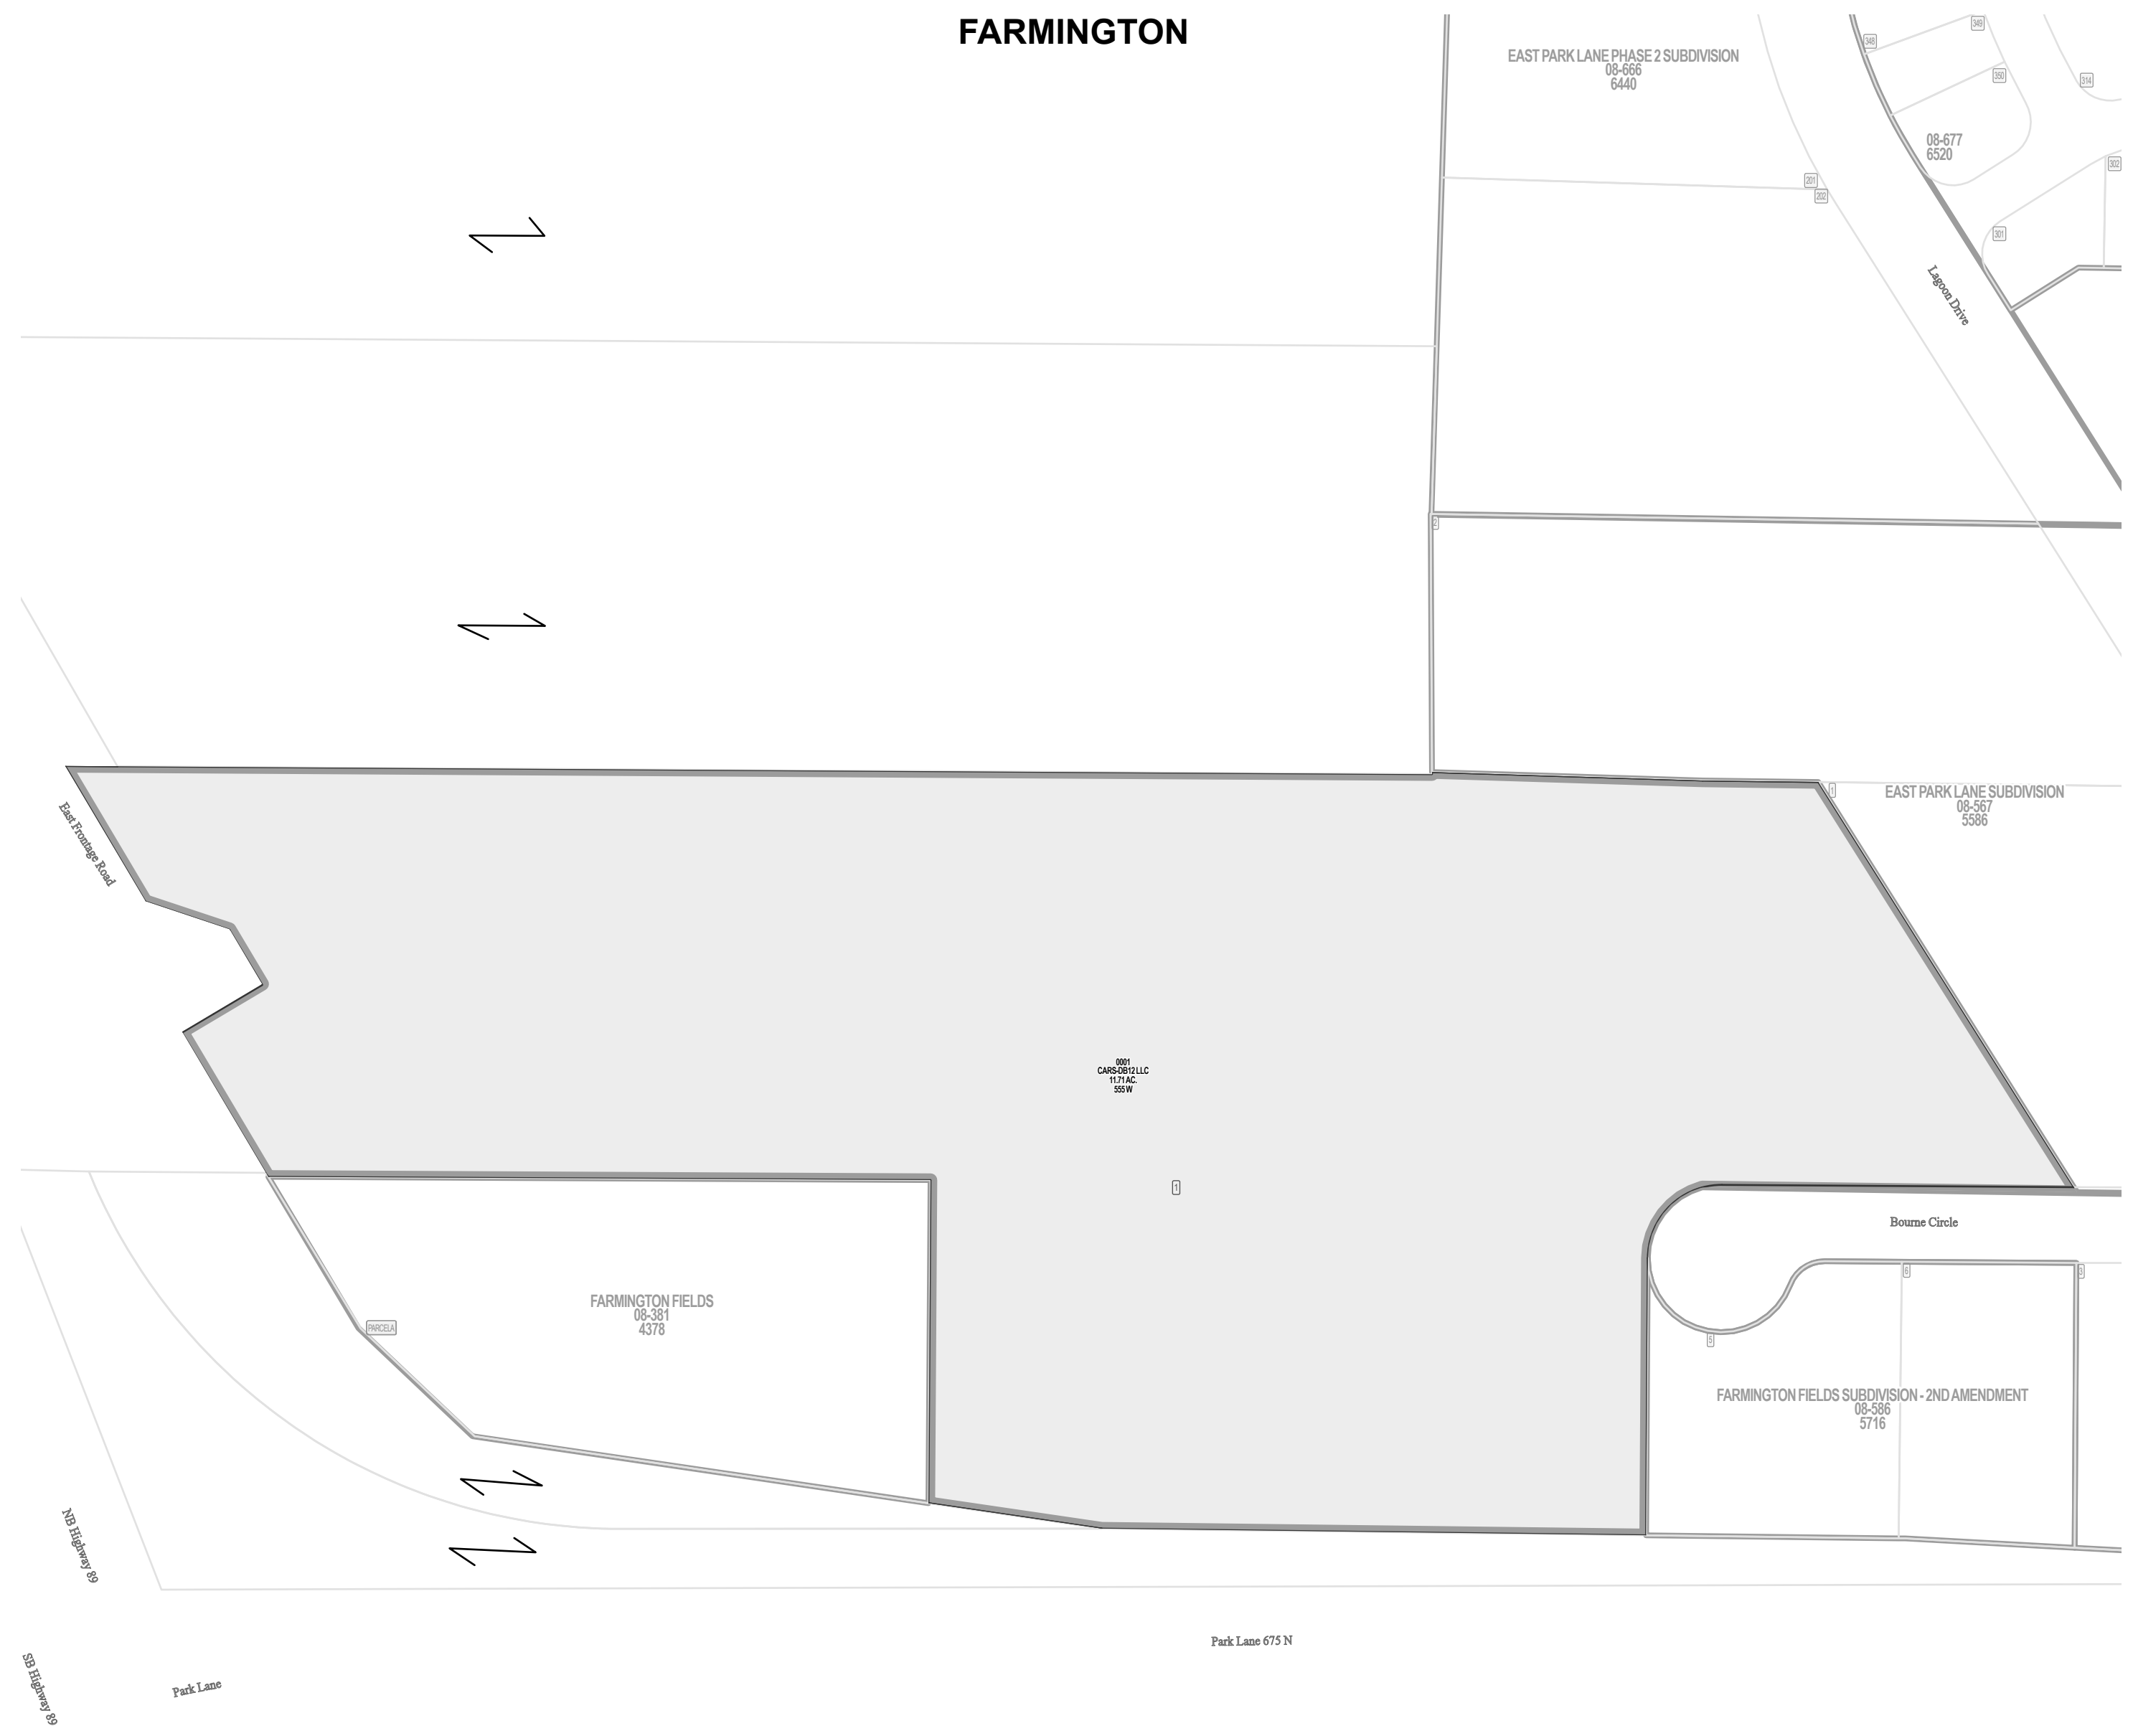 FARMINGTON
349
348
EAST PARK LANE PHASE 2 SUBDIVISION
08-666
6440
350
314
08-677
6520
302
201
202
301
Lagoon Drive
2
1
EAST PARK LANE SUBDIVISION
08-567
5586
East Frontage Road
0001
CARS-DB12 LLC
11.71 AC.
555 W
1
Bourne Circle
6
3
FARMINGTON FIELDS
08-381
4378
PARCELA
5
FARMINGTON FIELDS SUBDIVISION - 2ND AMENDMENT
08-586
5716
NB Highway 89
Park Lane 675 N
SB Highway 89
Park Lane